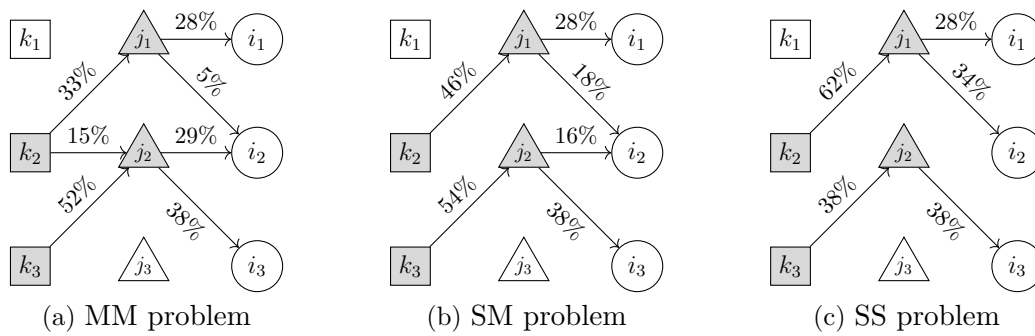 k1 j1 28% i1
33% 5%
k2 15% j2 29% i2
52% 38%
k3 j3 i3
(a) MM problem
k1 j1 28% i1
46% 18%
k2 j2 16% i2
54% 38%
k3 j3 i3
(b) SM problem
k1 j1 28% i1
62% 34%
k2 j2 i2
38% 38%
k3 j3 i3
(c) SS problem